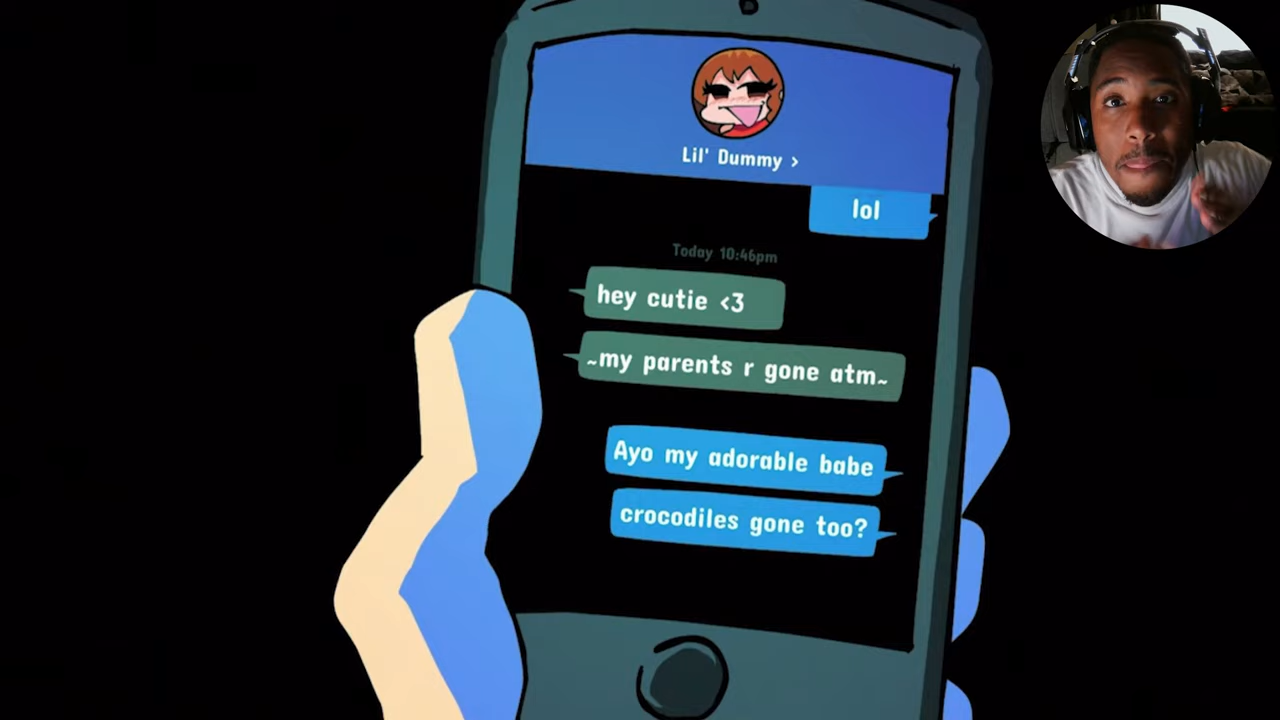 Lil' Dummy >
lol
Today 10:46pm
hey cutie <3
~my parents r gone atm~
Ayo my adorable babe
crocodiles gone too?